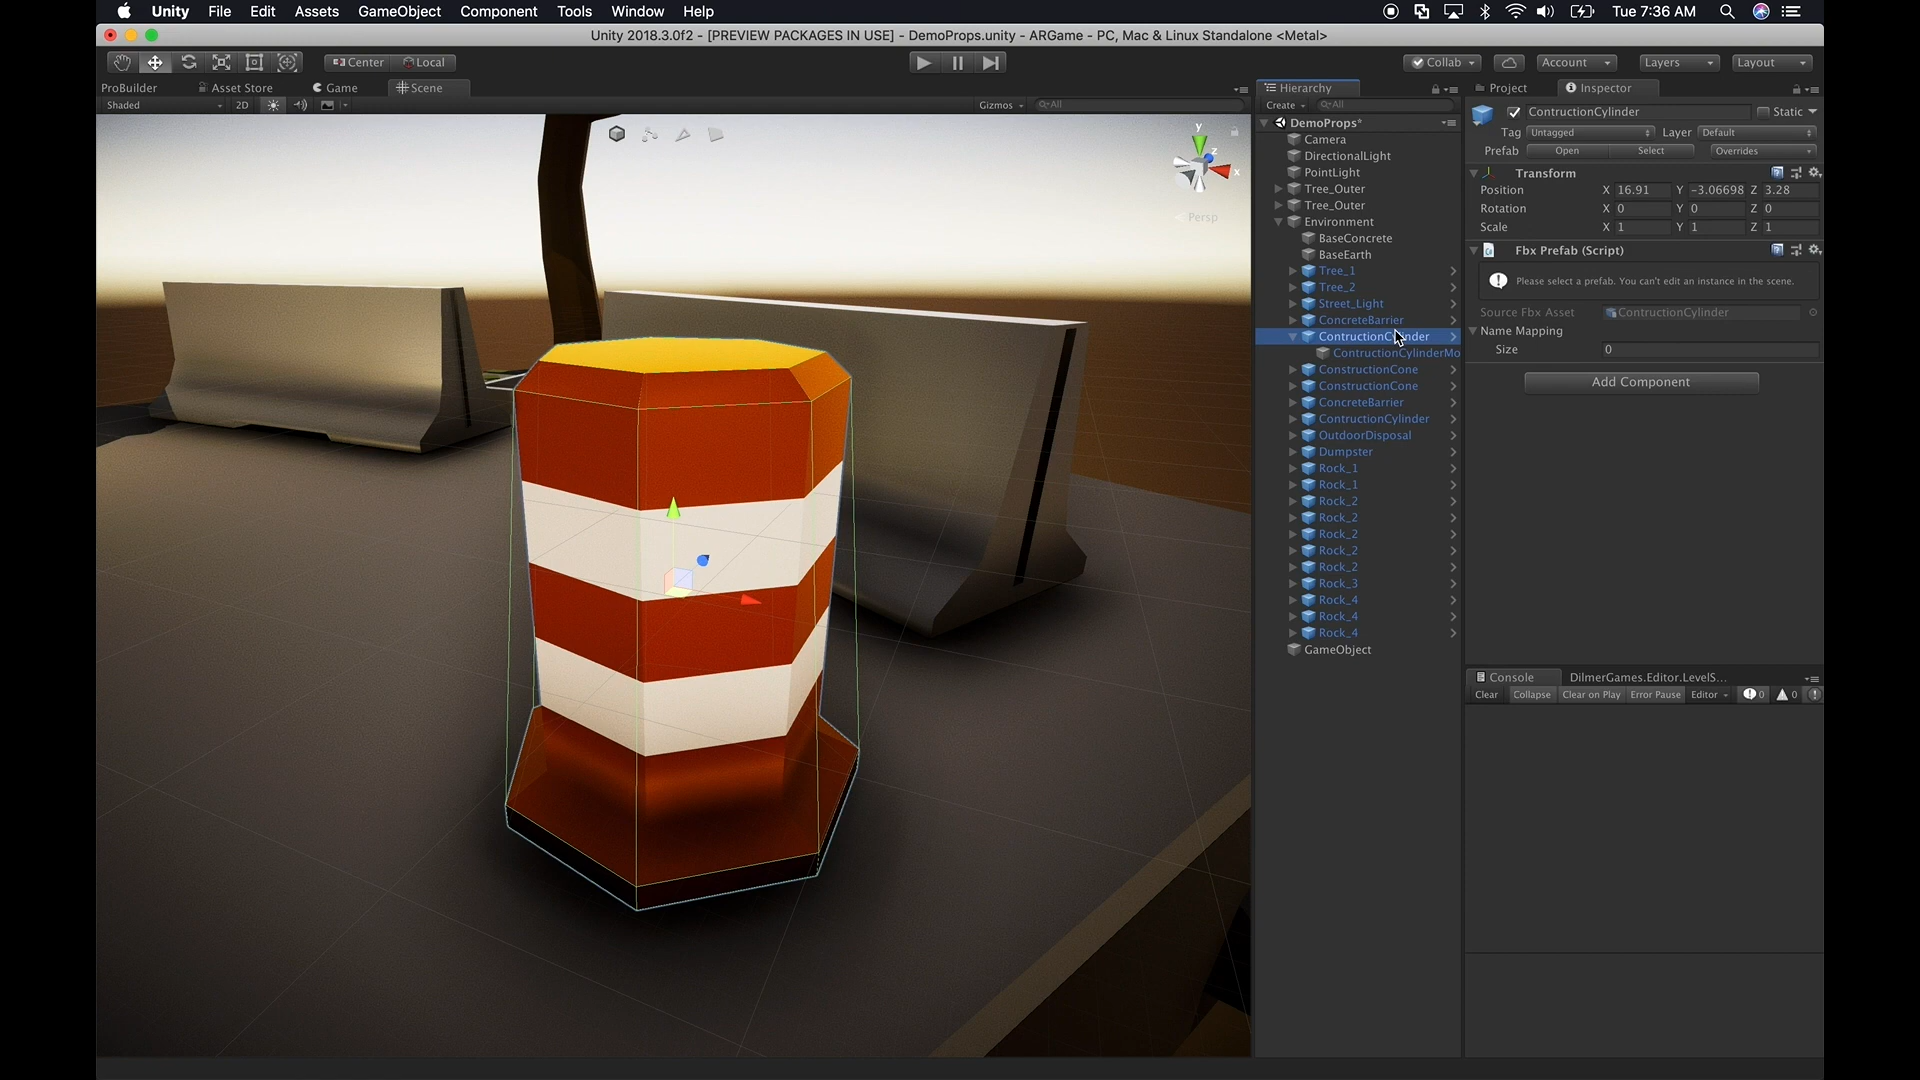 Unity File Edit Assets GameObject Component Tools Window Help Tue 7:36 AM
Unity 2018.3.0f2 - [PREVIEW PACKAGES IN USE] - DemoProps.unity - ARGame - PC, Mac & Linux Standalone <Metal>
Center Local Collab Account Layers Layout
ProBuilder Asset Store Game Scene
Shaded 2D Gizmos All
y
z
x
Persp
Hierarchy
Create All
DemoProps*
Camera
DirectionalLight
PointLight
Tree_Outer
Tree_Outer
Environment
BaseConcrete
BaseEarth
Tree_1
Tree_2
Street_Light
ConcreteBarrier
ContructionCylinder
ContructionCylinderMo
ConstructionCone
ConstructionCone
ConcreteBarrier
ContructionCylinder
OutdoorDisposal
Dumpster
Rock_1
Rock_1
Rock_2
Rock_2
Rock_2
Rock_2
Rock_2
Rock_3
Rock_4
Rock_4
Rock_4
GameObject
Project Inspector
ContructionCylinder Static
Tag Untagged Layer Default
Prefab Open Select Overrides
Transform
Position X 16.91 Y -3.06698 Z 3.28
Rotation X 0 Y 0 Z 0
Scale X 1 Y 1 Z 1
Fbx Prefab (Script)
Please select a prefab. You can't edit an instance in the scene.
Source Fbx Asset ContructionCylinder
Name Mapping
Size 0
Add Component
Console DilmerGames.Editor.LevelS...
Clear Collapse Clear on Play Error Pause Editor 0 0